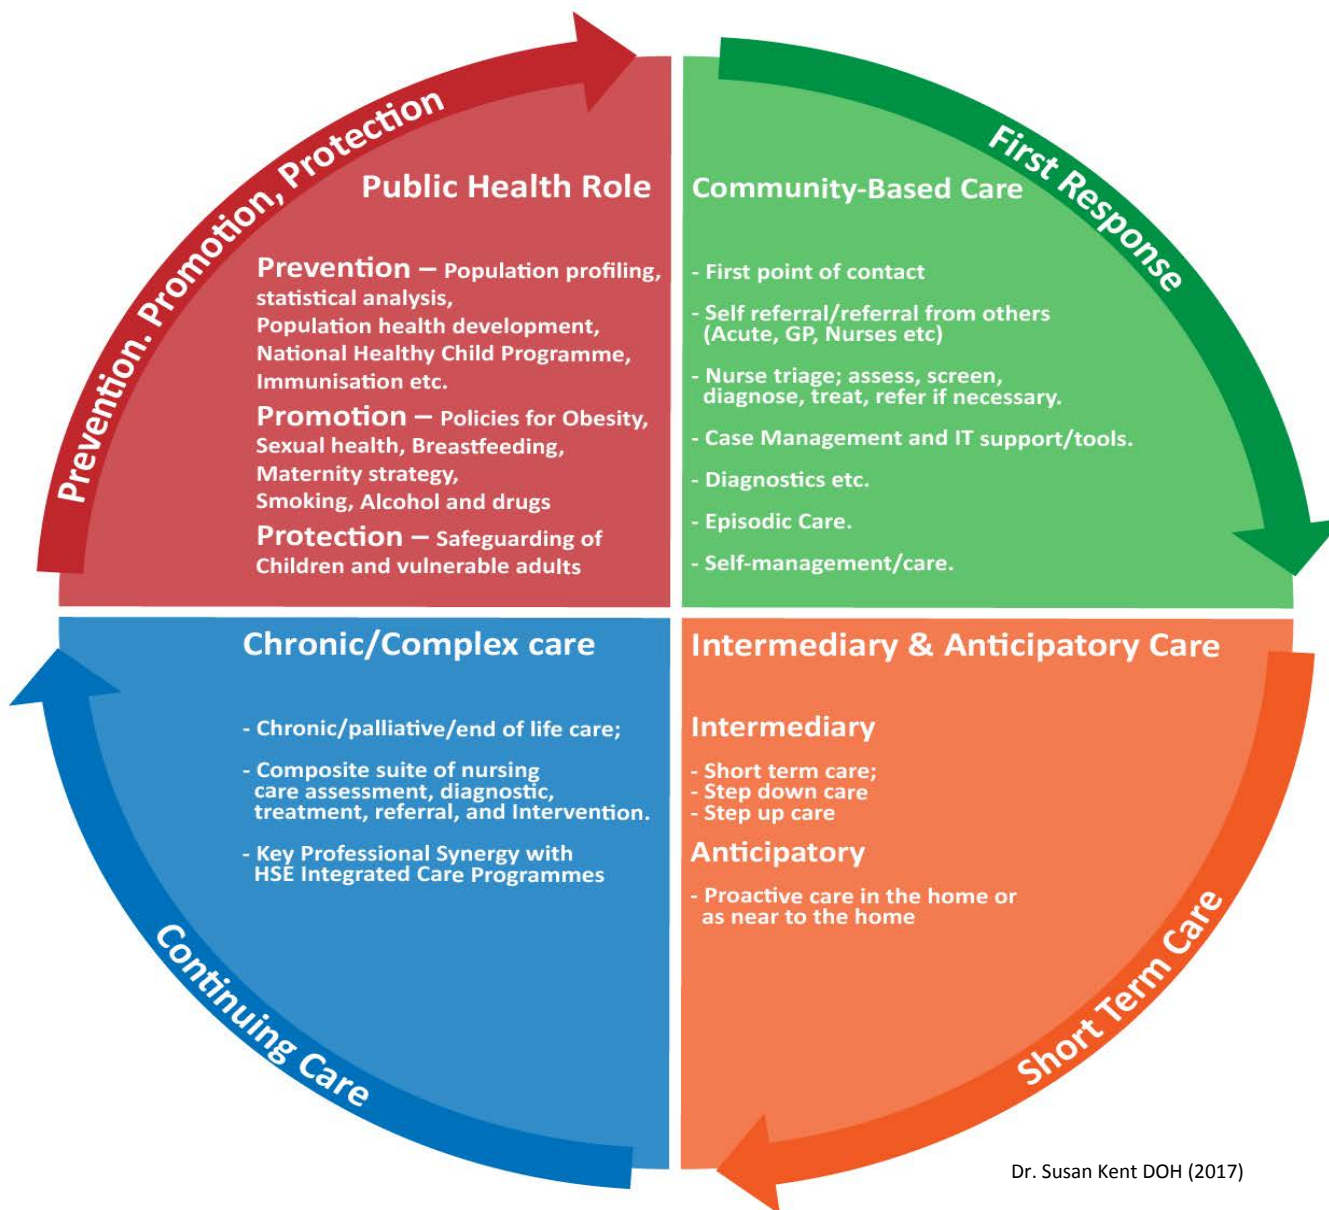 Prevention. Promotion, Protection
Public Health Role
Prevention – Population profiling,
statistical analysis,
Population health development,
National Healthy Child Programme,
Immunisation etc.
Promotion – Policies for Obesity,
Sexual health, Breastfeeding,
Maternity strategy,
Smoking, Alcohol and drugs
Protection – Safeguarding of
Children and vulnerable adults
First Response
Community-Based Care
- First point of contact
- Self referral/referral from others
(Acute, GP, Nurses etc)
- Nurse triage; assess, screen,
diagnose, treat, refer if necessary.
- Case Management and IT support/tools.
- Diagnostics etc.
- Episodic Care.
- Self-management/care.
Chronic/Complex care
- Chronic/palliative/end of life care;
- Composite suite of nursing
care assessment, diagnostic,
treatment, referral, and Intervention.
- Key Professional Synergy with
HSE Integrated Care Programmes
Continuing Care
Intermediary & Anticipatory Care
Intermediary
- Short term care;
- Step down care
- Step up care
Anticipatory
- Proactive care in the home or
as near to the home
Short Term Care
Dr. Susan Kent DOH (2017)